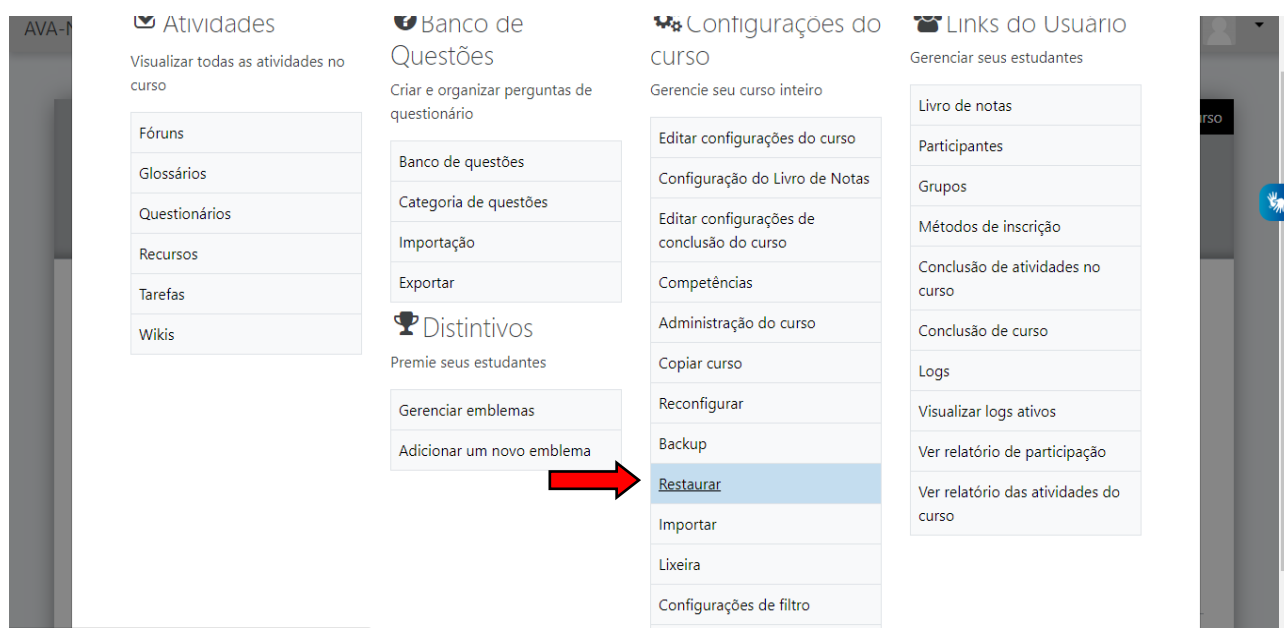 AVA-N
Atividades
Visualizar todas as atividades no
curso
Fóruns
Glossários
Questionários
Recursos
Tarefas
Wikis
Banco de
Questões
Criar e organizar perguntas de
questionário
Banco de questões
Categoria de questões
Importação
Exportar
Distintivos
Premie seus estudantes
Gerenciar emblemas
Adicionar um novo emblema
Configurações do
curso
Gerencie seu curso inteiro
Editar configurações do curso
Configuração do Livro de Notas
Editar configurações de
conclusão do curso
Competências
Administração do curso
Copiar curso
Reconfigurar
Backup
Restaurar
Importar
Lixeira
Configurações de filtro
Links do Usuário
Gerenciar seus estudantes
Livro de notas
Participantes
Grupos
Métodos de inscrição
Conclusão de atividades no
curso
Conclusão de curso
Logs
Visualizar logs ativos
Ver relatório de participação
Ver relatório das atividades do
curso
rso